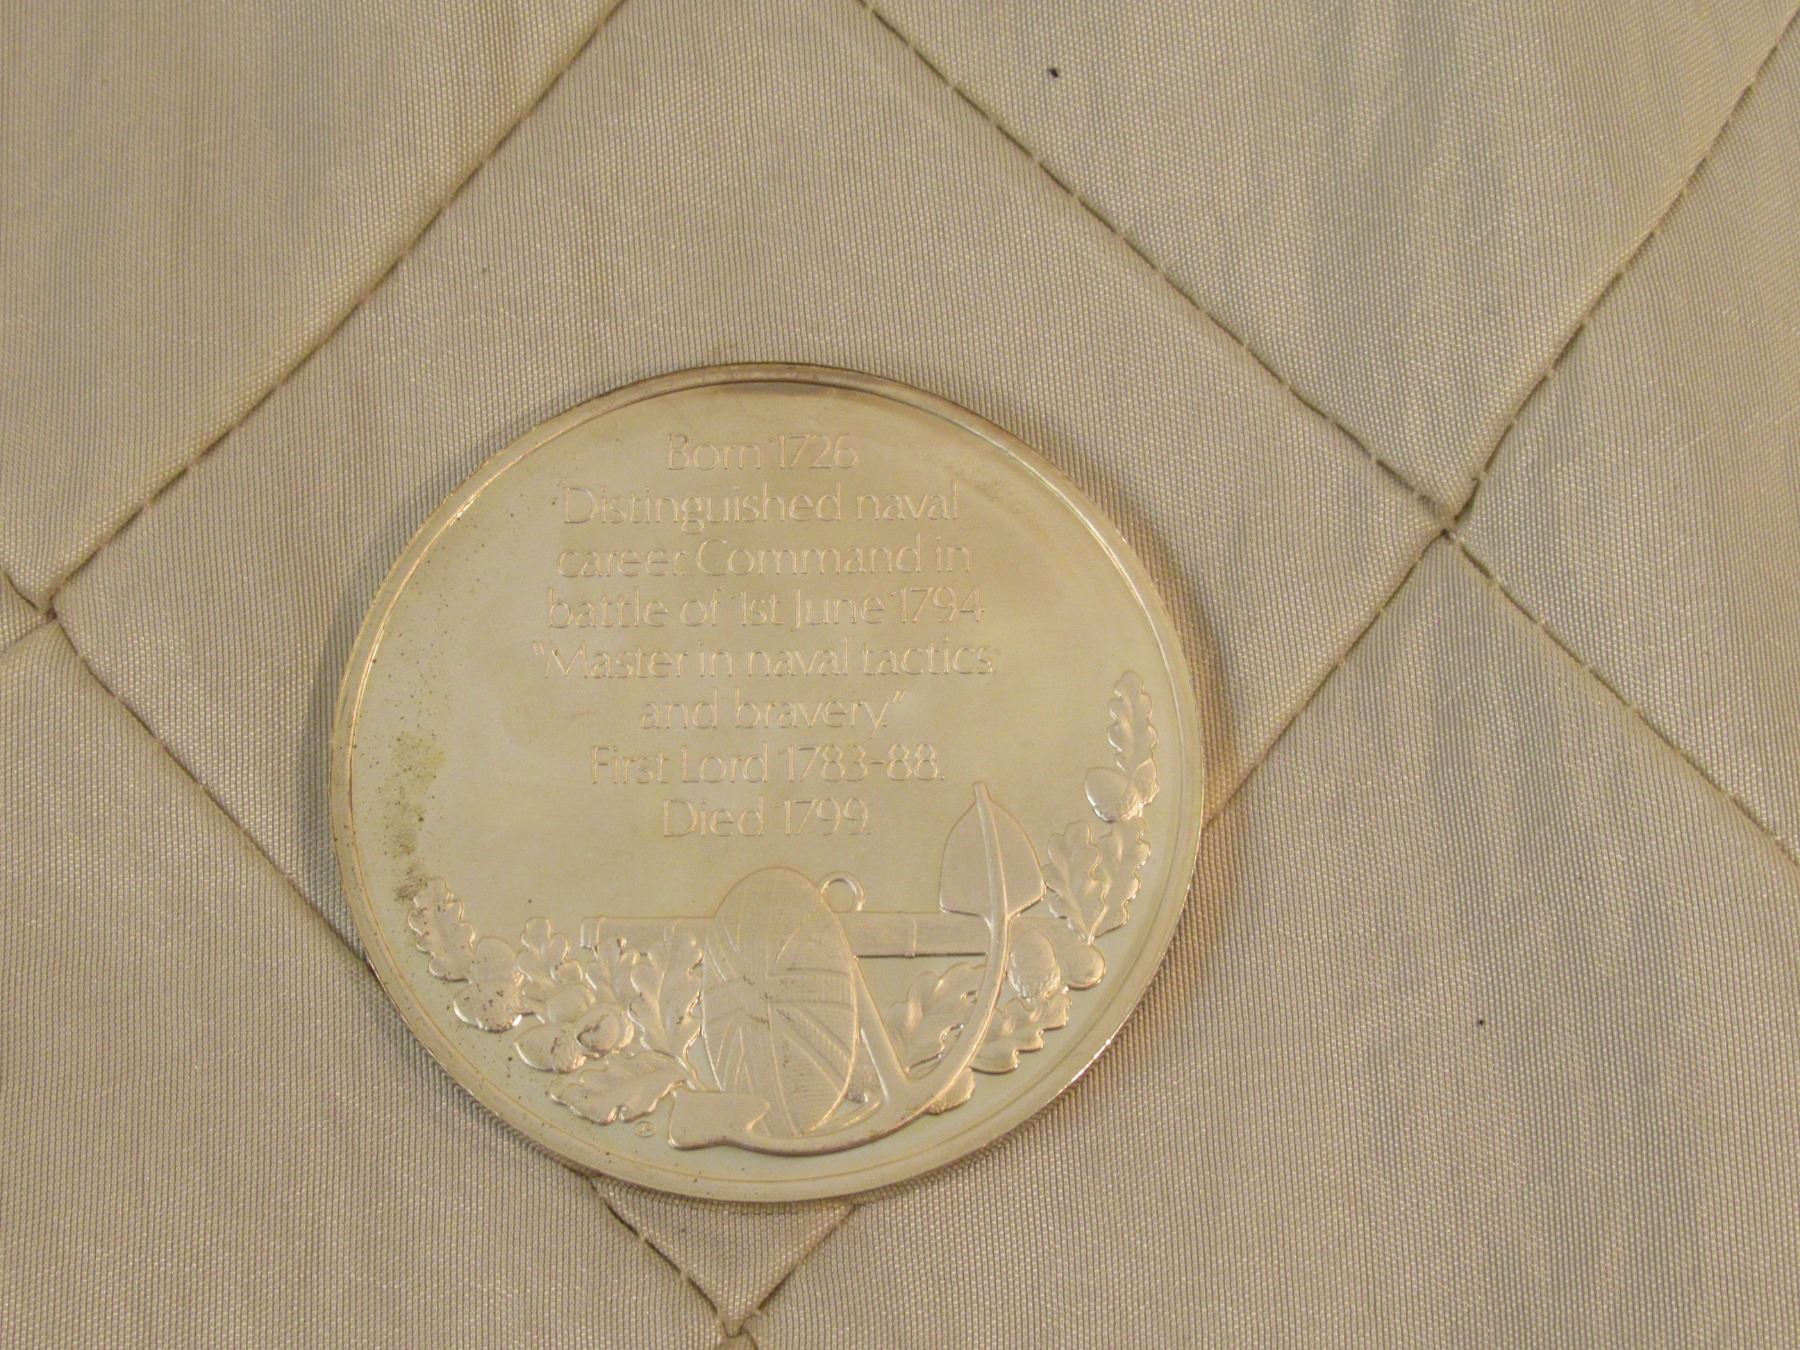 Born 1726
Distinguished naval
career. Command in
battle of 1st June 1794
"Master in naval tactics
and bravery."
First Lord 1783-88.
Died 1799.